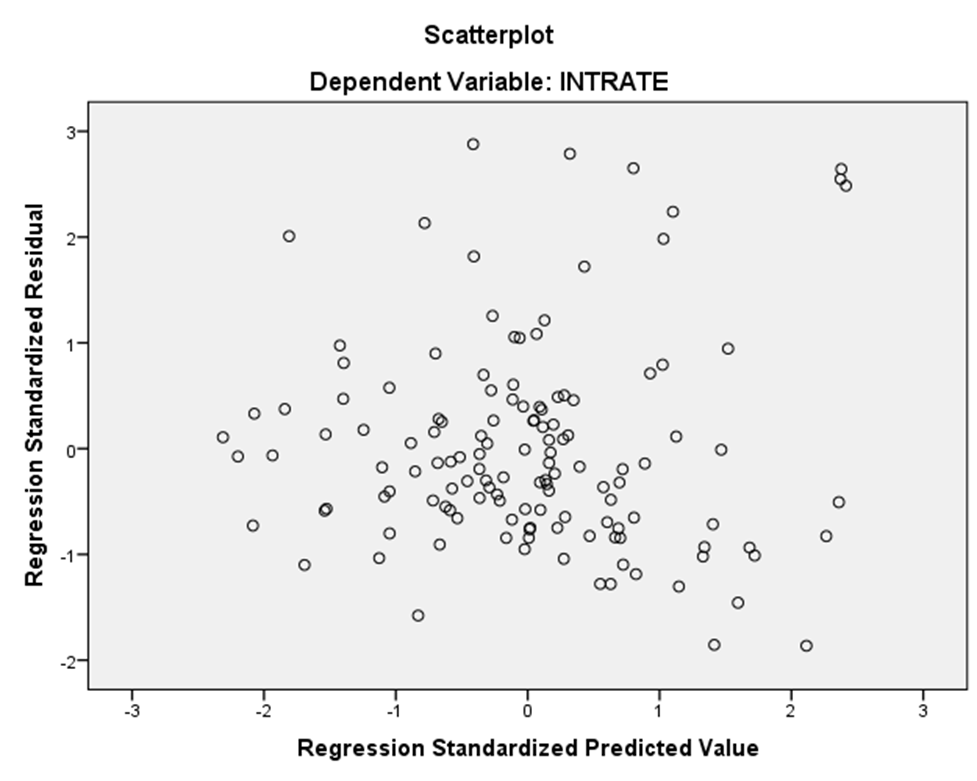 Scatterplot
Dependent Variable: INTRATE
Regression Standardized Residual
3
2
1
0
-1
-2
-3 -2 -1 0 1 2 3
Regression Standardized Predicted Value